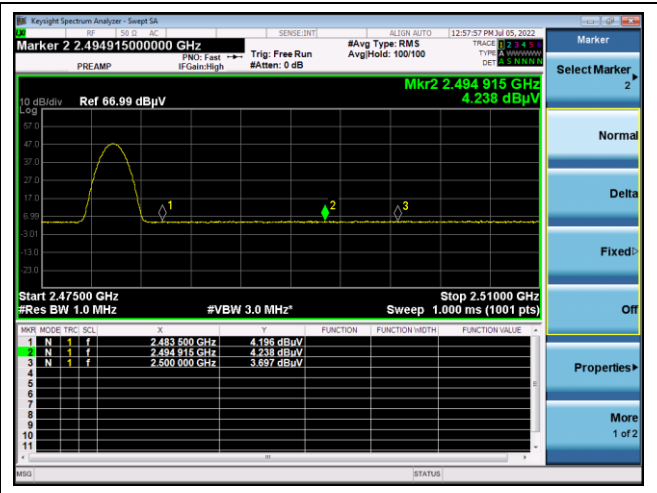 Keysight Spectrum Analyzer - Swept SA
RF 50 Ω AC SENSE:INT ALIGN AUTO 12:57:57 PM Jul 05, 2022
Marker 2 2.494915000000 GHz #Avg Type: RMS TRACE 1 2 3 4 5 6
PNO: Fast Trig: Free Run Avg|Hold: 100/100 TYPE A WWWWW
PREAMP IFGain:High #Atten: 0 dB DET A S N N N N
Mkr2 2.494 915 GHz
10 dB/div Ref 66.99 dBµV 4.238 dBµV
Log
57.0
47.0
37.0
27.0
17.0
6.99
-3.01
-13.0
-23.0
1
2
3
Start 2.47500 GHz Stop 2.51000 GHz
#Res BW 1.0 MHz #VBW 3.0 MHz* Sweep 1.000 ms (1001 pts)
MKR MODE TRC SCL X Y FUNCTION FUNCTION WIDTH FUNCTION VALUE
1 N 1 f 2.483 500 GHz 4.196 dBuV
2 N 1 f 2.494 915 GHz 4.238 dBuV
3 N 1 f 2.500 000 GHz 3.697 dBuV
4
5
6
7
8
9
10
11
MSG STATUS
Marker
Select Marker
2
Normal
Delta
Fixed
Off
Properties
More
1 of 2